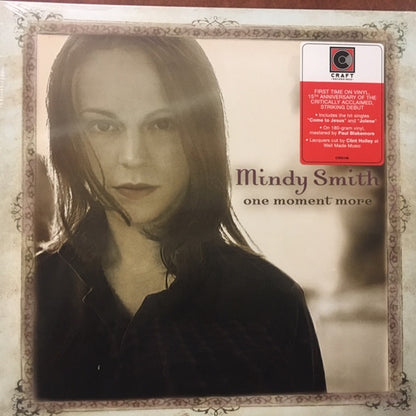 CRAFT
RECORDINGS
FIRST TIME ON VINYL,
15TH ANNIVERSARY OF THE
CRITICALLY ACCLAIMED,
STRIKING DEBUT
• Includes the hit singles
"Come to Jesus" and "Jolene"
• On 180-gram vinyl,
mastered by Paul Blakemore
• Lacquers cut by Clint Holley at
Well Made Music
Mindy Smith
one moment more